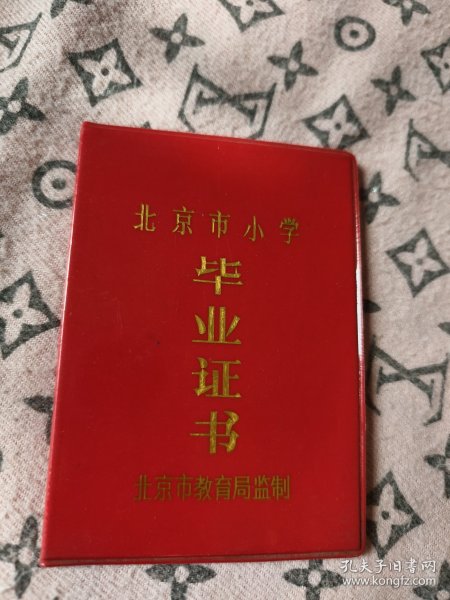 北京市小学
毕
业
证
书
北京市教育局监制
孔夫子旧书网
www.kongfz.com